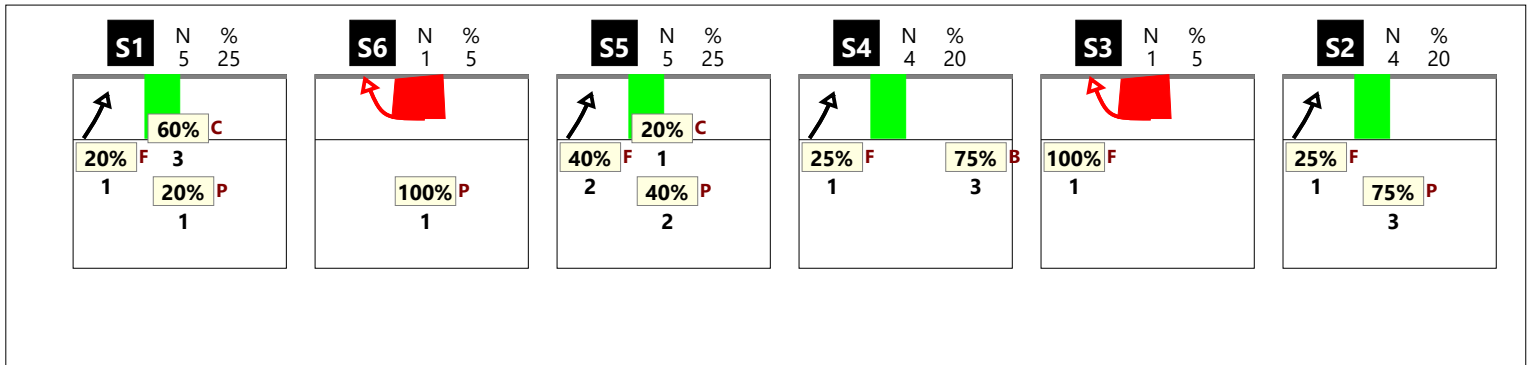 S1 N %
5 25
60% C
3
20% F
1
20% P
1
S6 N %
1 5
100% P
1
S5 N %
5 25
20% C
1
40% F
2
40% P
2
S4 N %
4 20
25% F
1
75% B
3
S3 N %
1 5
100% F
1
S2 N %
4 20
25% F
1
75% P
3